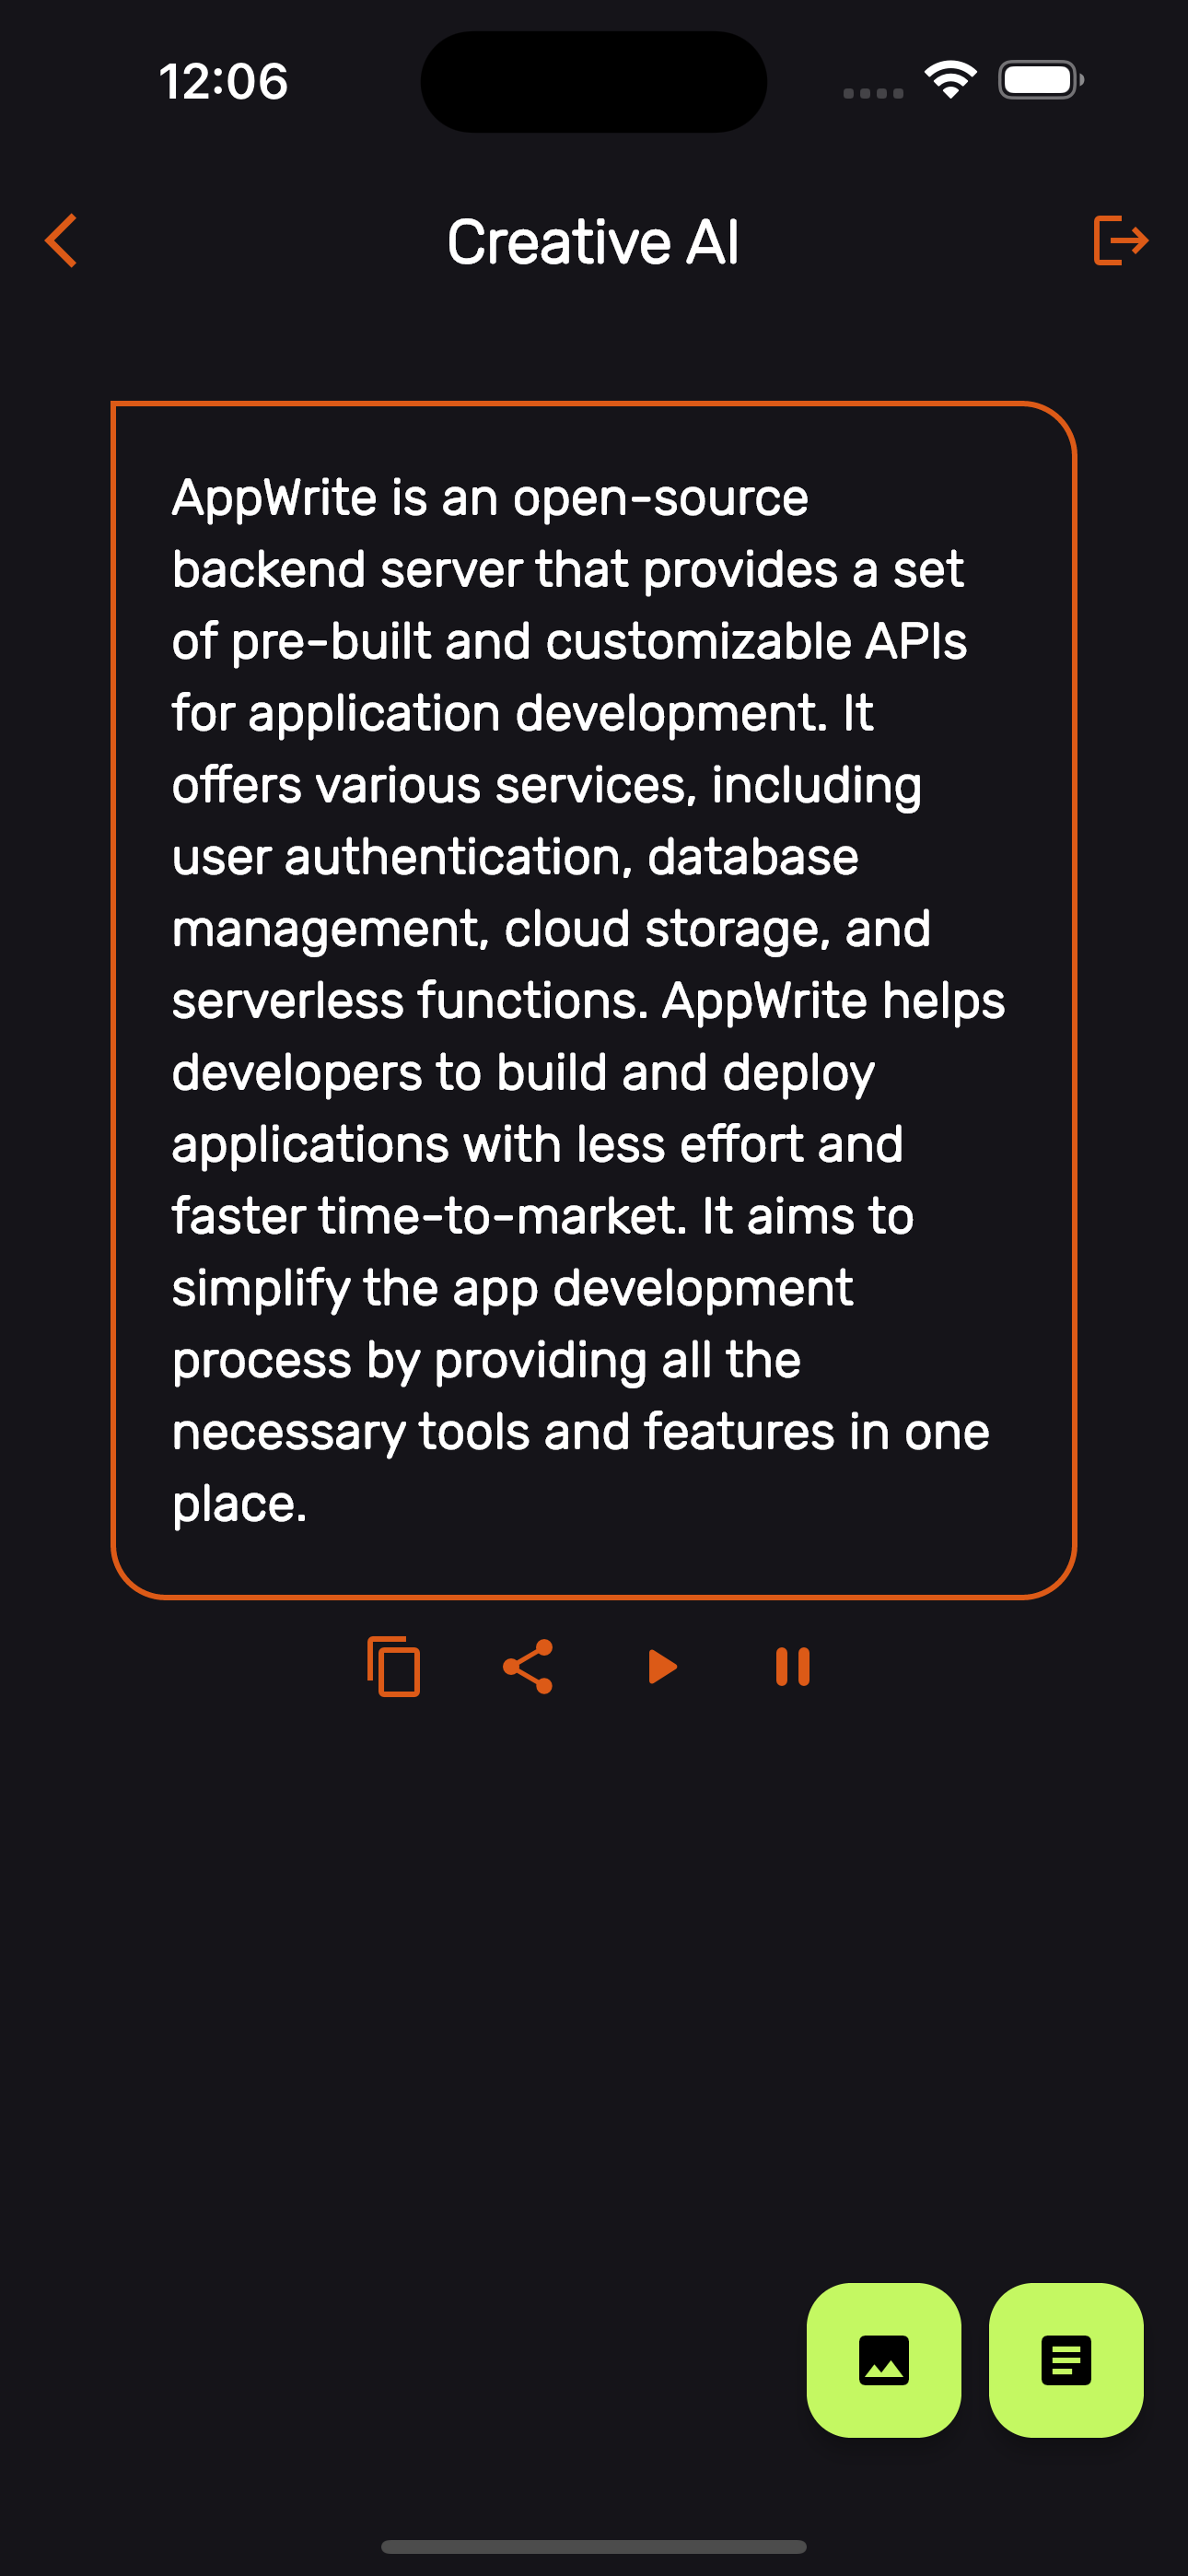 12:06
Creative AI
AppWrite is an open-source
backend server that provides a set
of pre-built and customizable APIs
for application development. It
offers various services, including
user authentication, database
management, cloud storage, and
serverless functions. AppWrite helps
developers to build and deploy
applications with less effort and
faster time-to-market. It aims to
simplify the app development
process by providing all the
necessary tools and features in one
place.